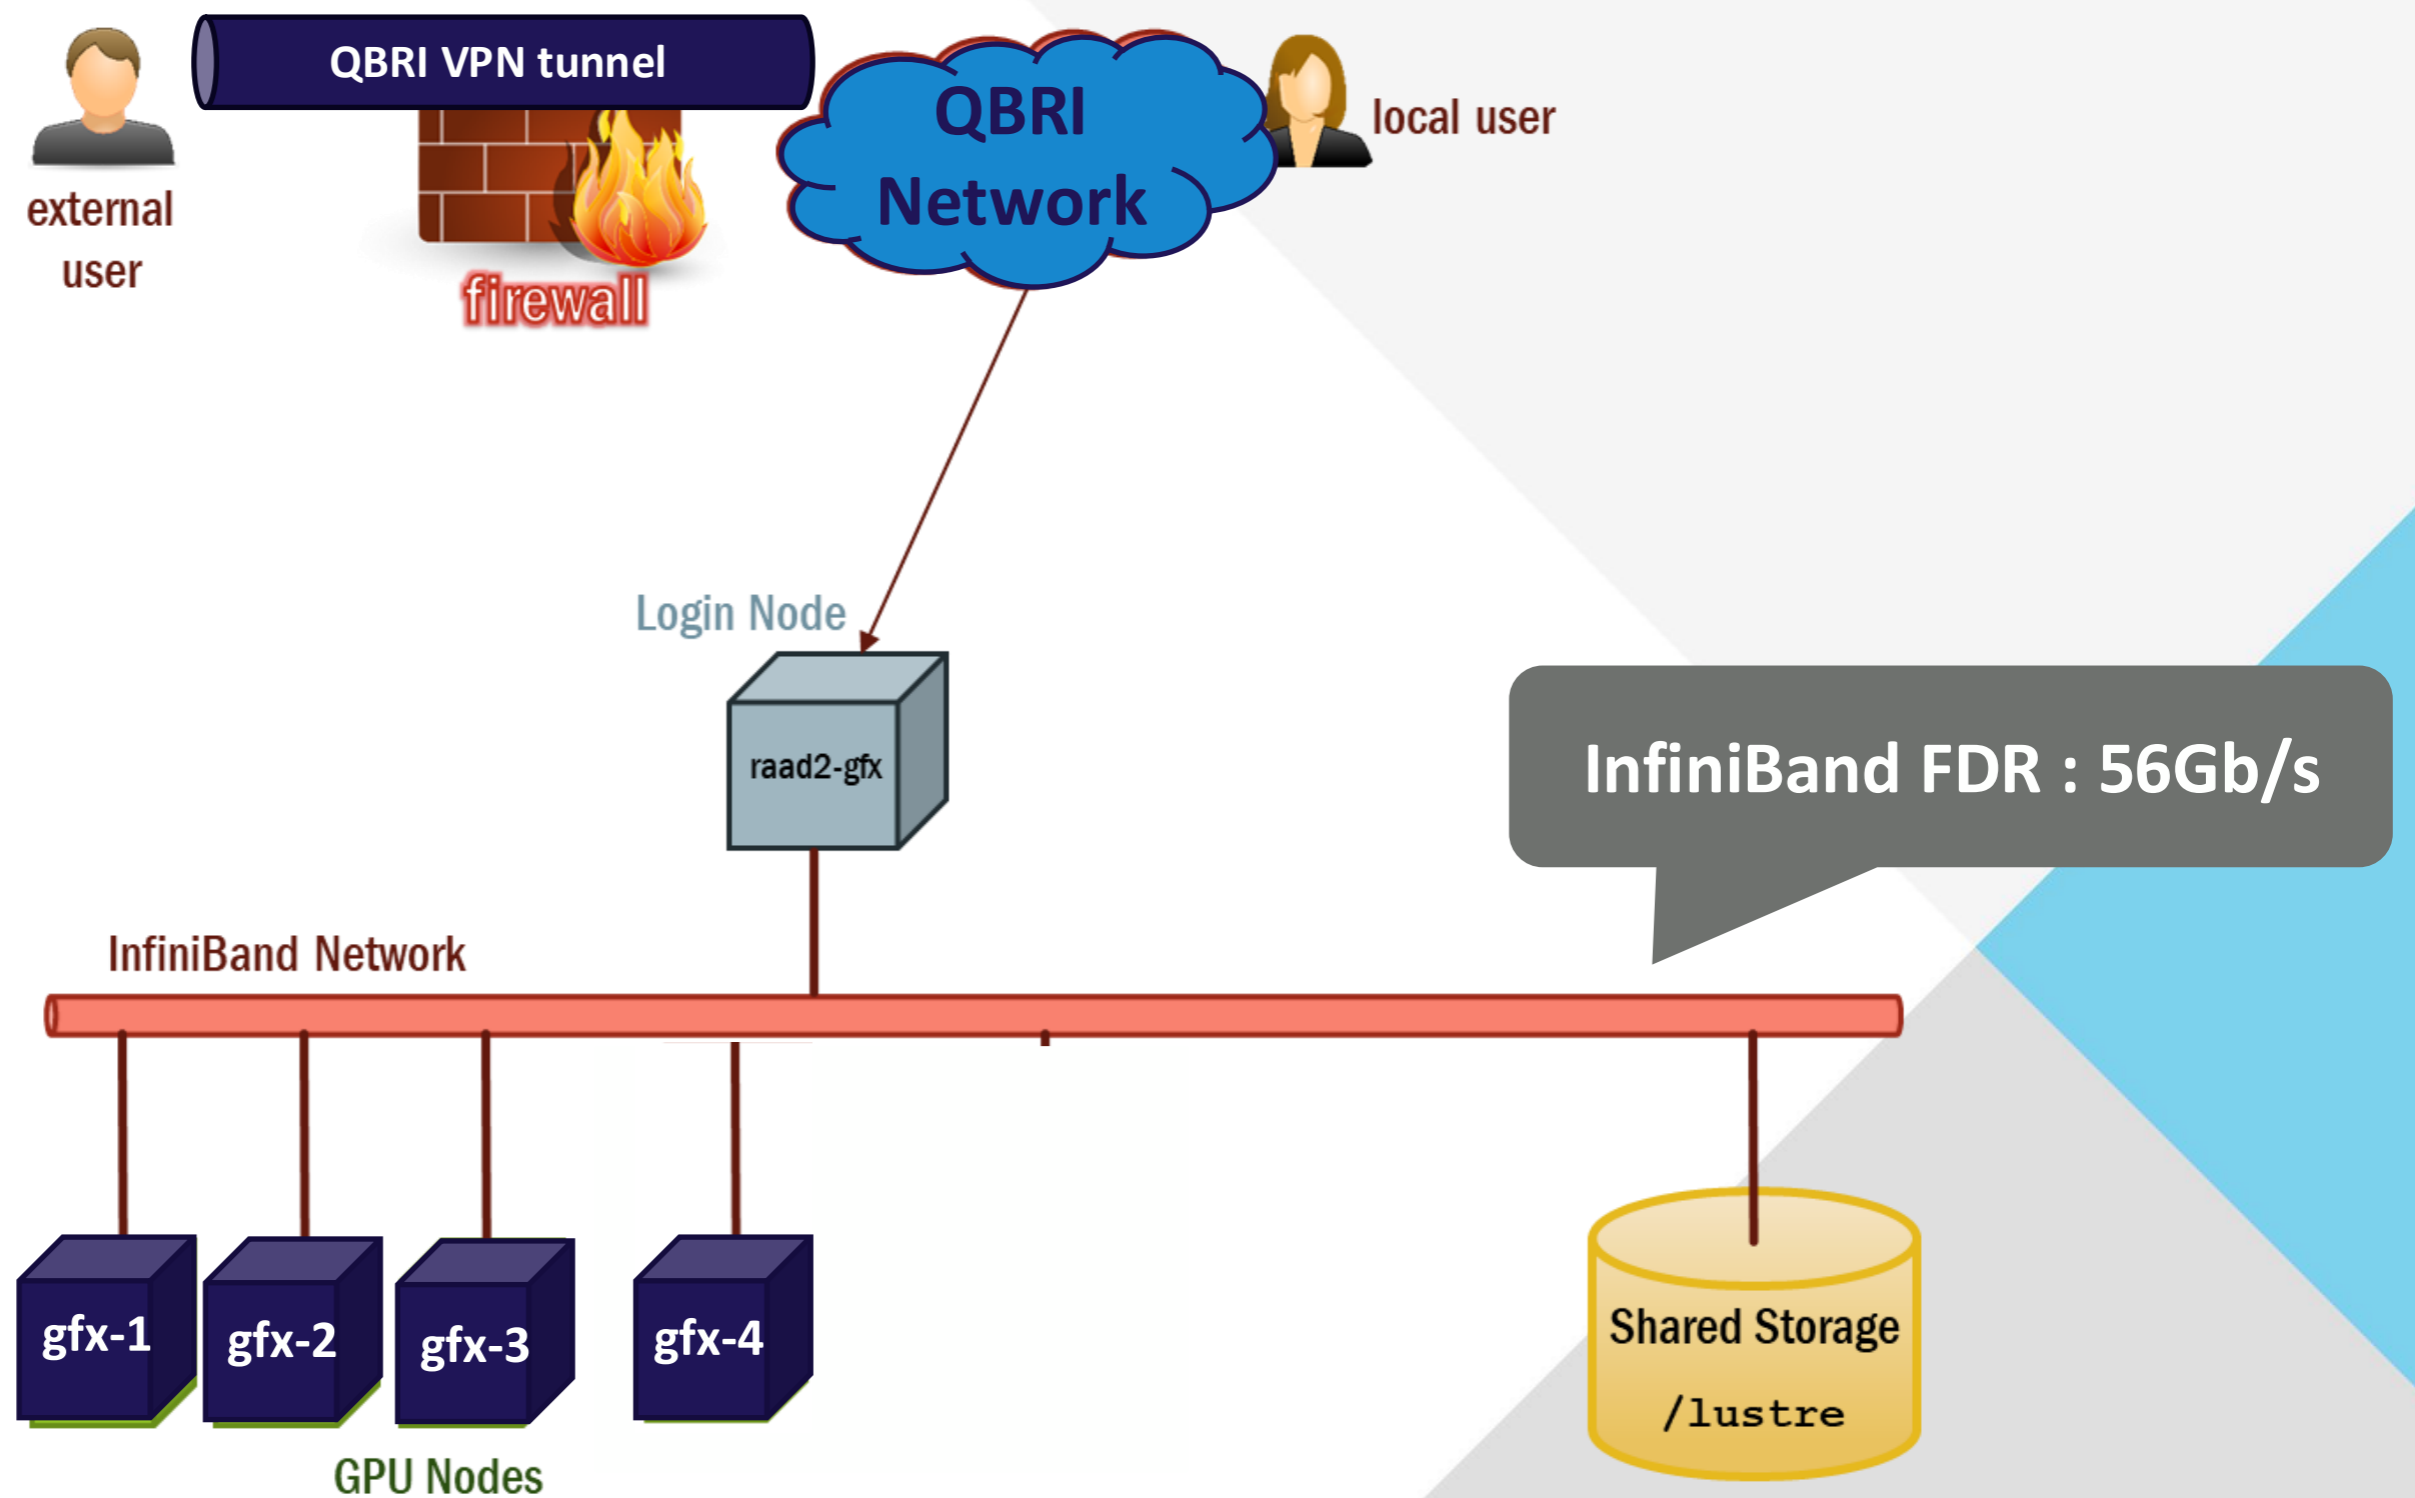 QBRI VPN tunnel
QBRI
Network
local user
external
user
firewall
Login Node
raad2-gfx
InfiniBand FDR : 56Gb/s
InfiniBand Network
gfx-1
gfx-2
gfx-3
gfx-4
Shared Storage
/lustre
GPU Nodes